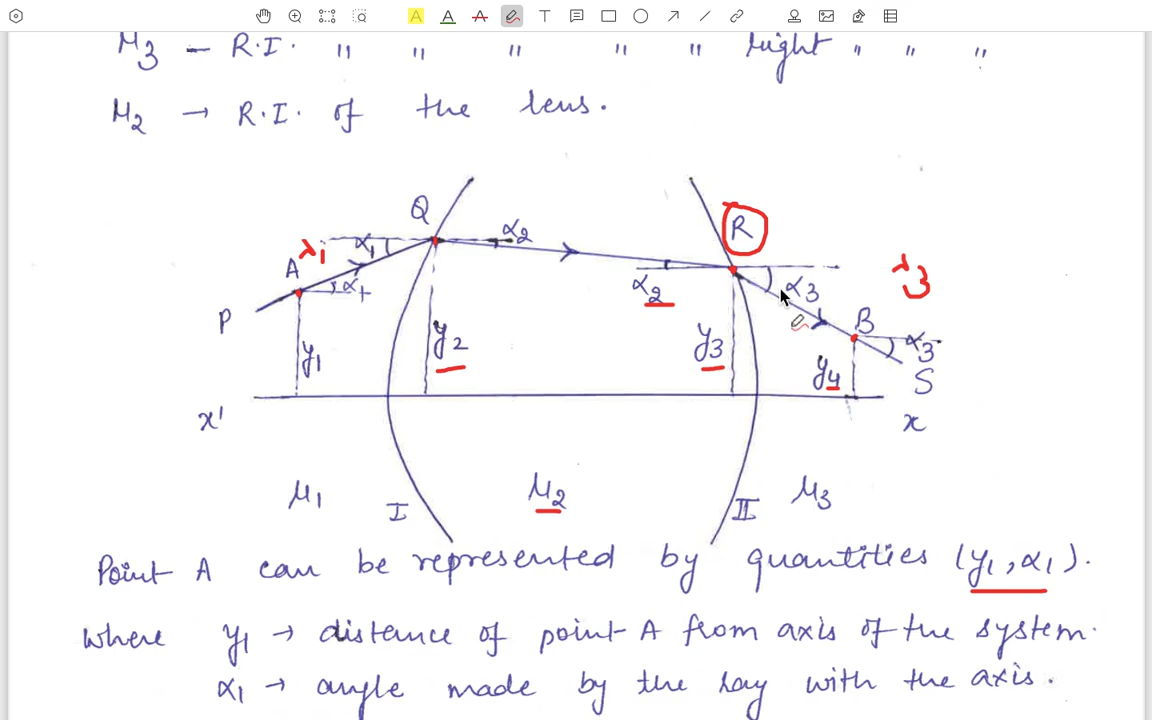 μ3 – R.I. " " " " " right " " "
μ2 → R.I. of the lens.
Q
α2
R
λ1
α1
A
α1
λ3
α2
α3
P
B
y1
y2
y3
α3
y4
S
x'
x
μ1
I
μ2
II
μ3
Point A can be represented by quantities (y1, α1).
where y1 → distance of point A from axis of the system.
α1 → angle made by the ray with the axis.